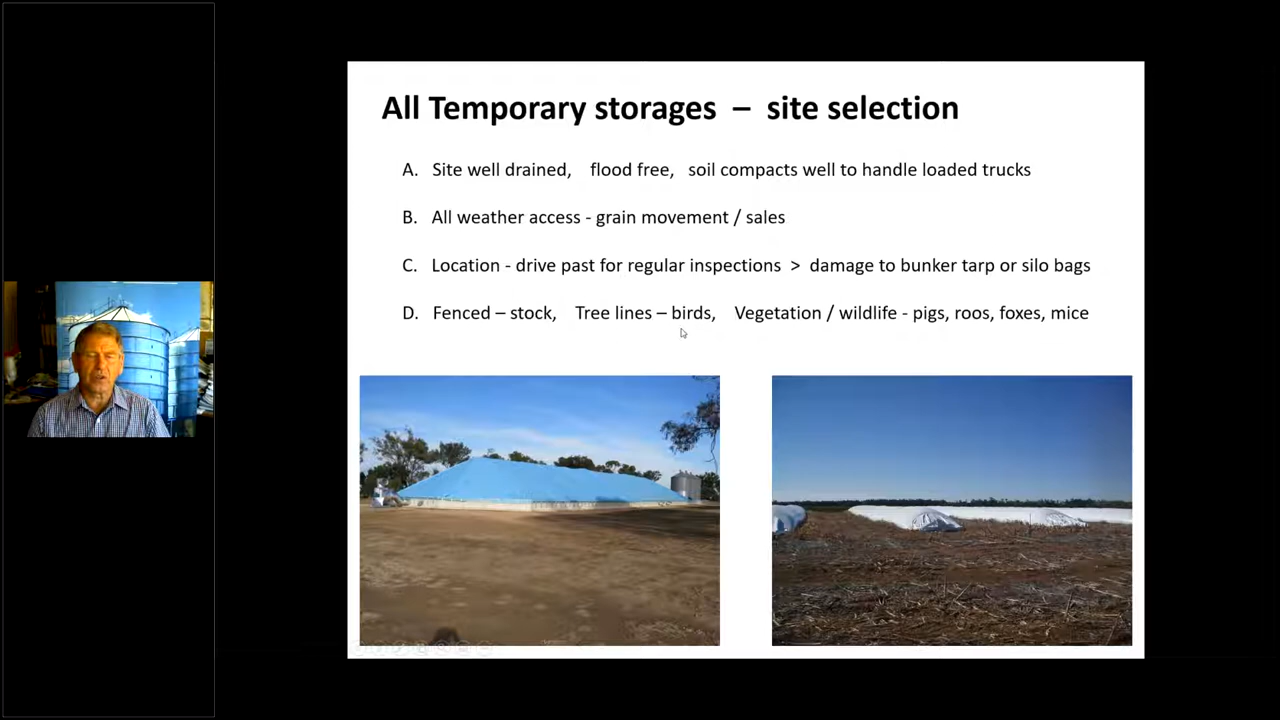 All Temporary storages – site selection
A. Site well drained, flood free, soil compacts well to handle loaded trucks
B. All weather access - grain movement / sales
C. Location - drive past for regular inspections > damage to bunker tarp or silo bags
D. Fenced – stock, Tree lines – birds, Vegetation / wildlife - pigs, roos, foxes, mice